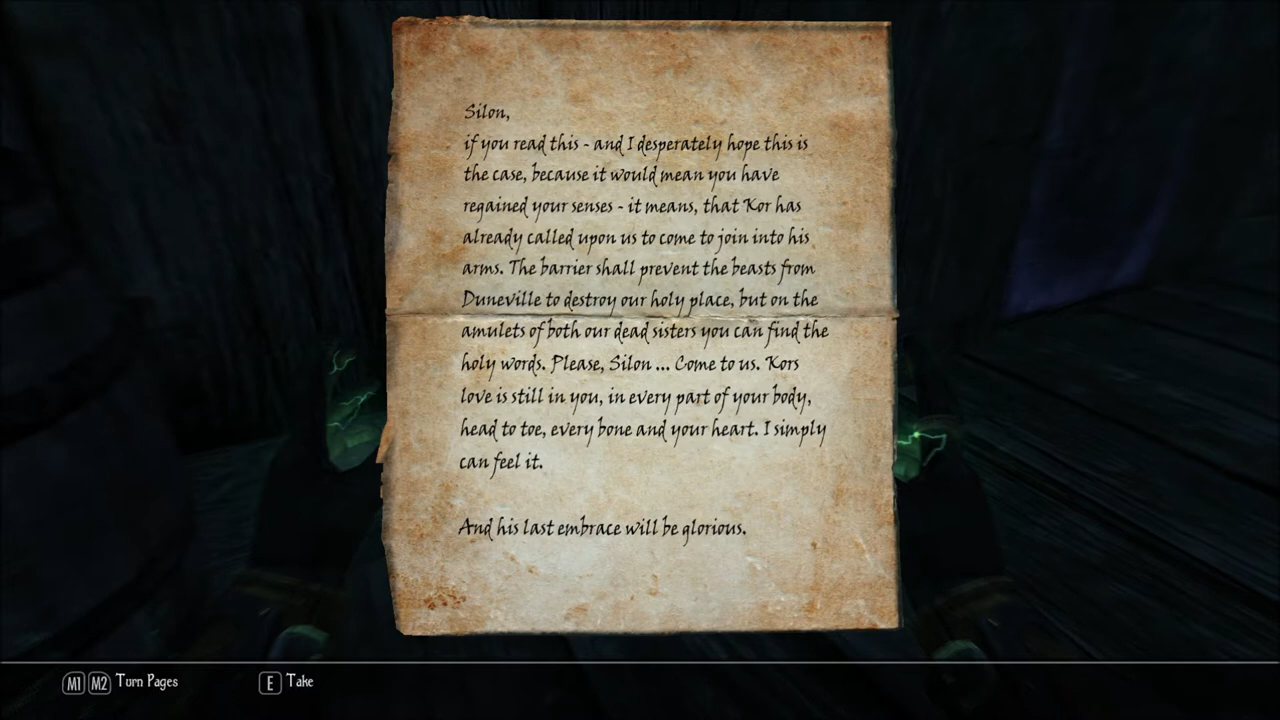 Silon,
if you read this - and I desperately hope this is
the case, because it would mean you have
regained your senses - it means, that Kor has
already called upon us to come to join into his
arms. The barrier shall prevent the beasts from
Duneville to destroy our holy place, but on the
amulets of both our dead sisters you can find the
holy words. Please, Silon ... Come to us. Kors
love is still in you, in every part of your body,
head to toe, every bone and your heart. I simply
can feel it.
And his last embrace will be glorious.
M1 M2 Turn Pages E Take